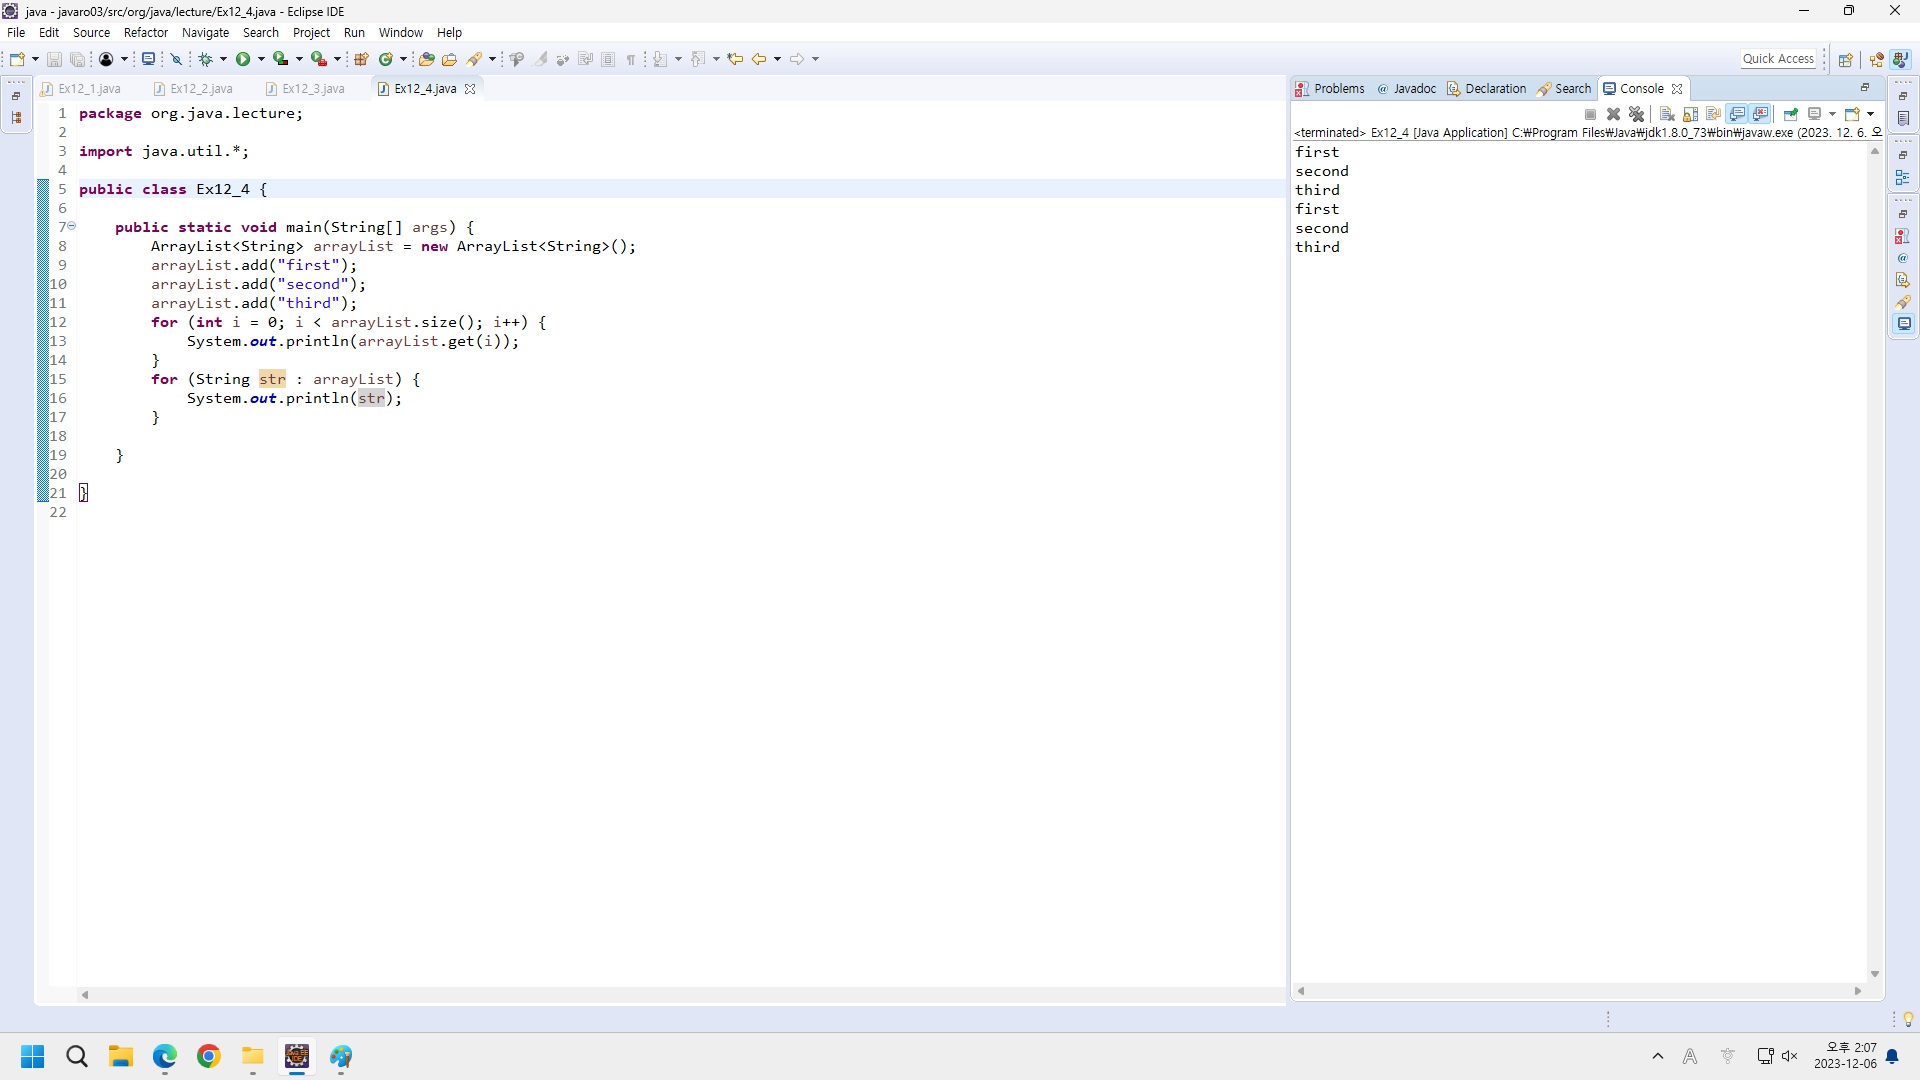 java - javaro03/src/org/java/lecture/Ex12_4.java - Eclipse IDE
File Edit Source Refactor Navigate Search Project Run Window Help
Quick Access
Ex12_1.java Ex12_2.java Ex12_3.java Ex12_4.java
1 package org.java.lecture;
2
3 import java.util.*;
4
5 public class Ex12_4 {
6
7 public static void main(String[] args) {
8 ArrayList<String> arrayList = new ArrayList<String>();
9 arrayList.add("first");
10 arrayList.add("second");
11 arrayList.add("third");
12 for (int i = 0; i < arrayList.size(); i++) {
13 System.out.println(arrayList.get(i));
14 }
15 for (String str : arrayList) {
16 System.out.println(str);
17 }
18
19 }
20
21 }
22
Problems Javadoc Declaration Search Console
<terminated> Ex12_4 [Java Application] C:₩Program Files₩Java₩jdk1.8.0_73₩bin₩javaw.exe (2023. 12. 6. 오
first
second
third
first
second
third
오후 2:07
2023-12-06